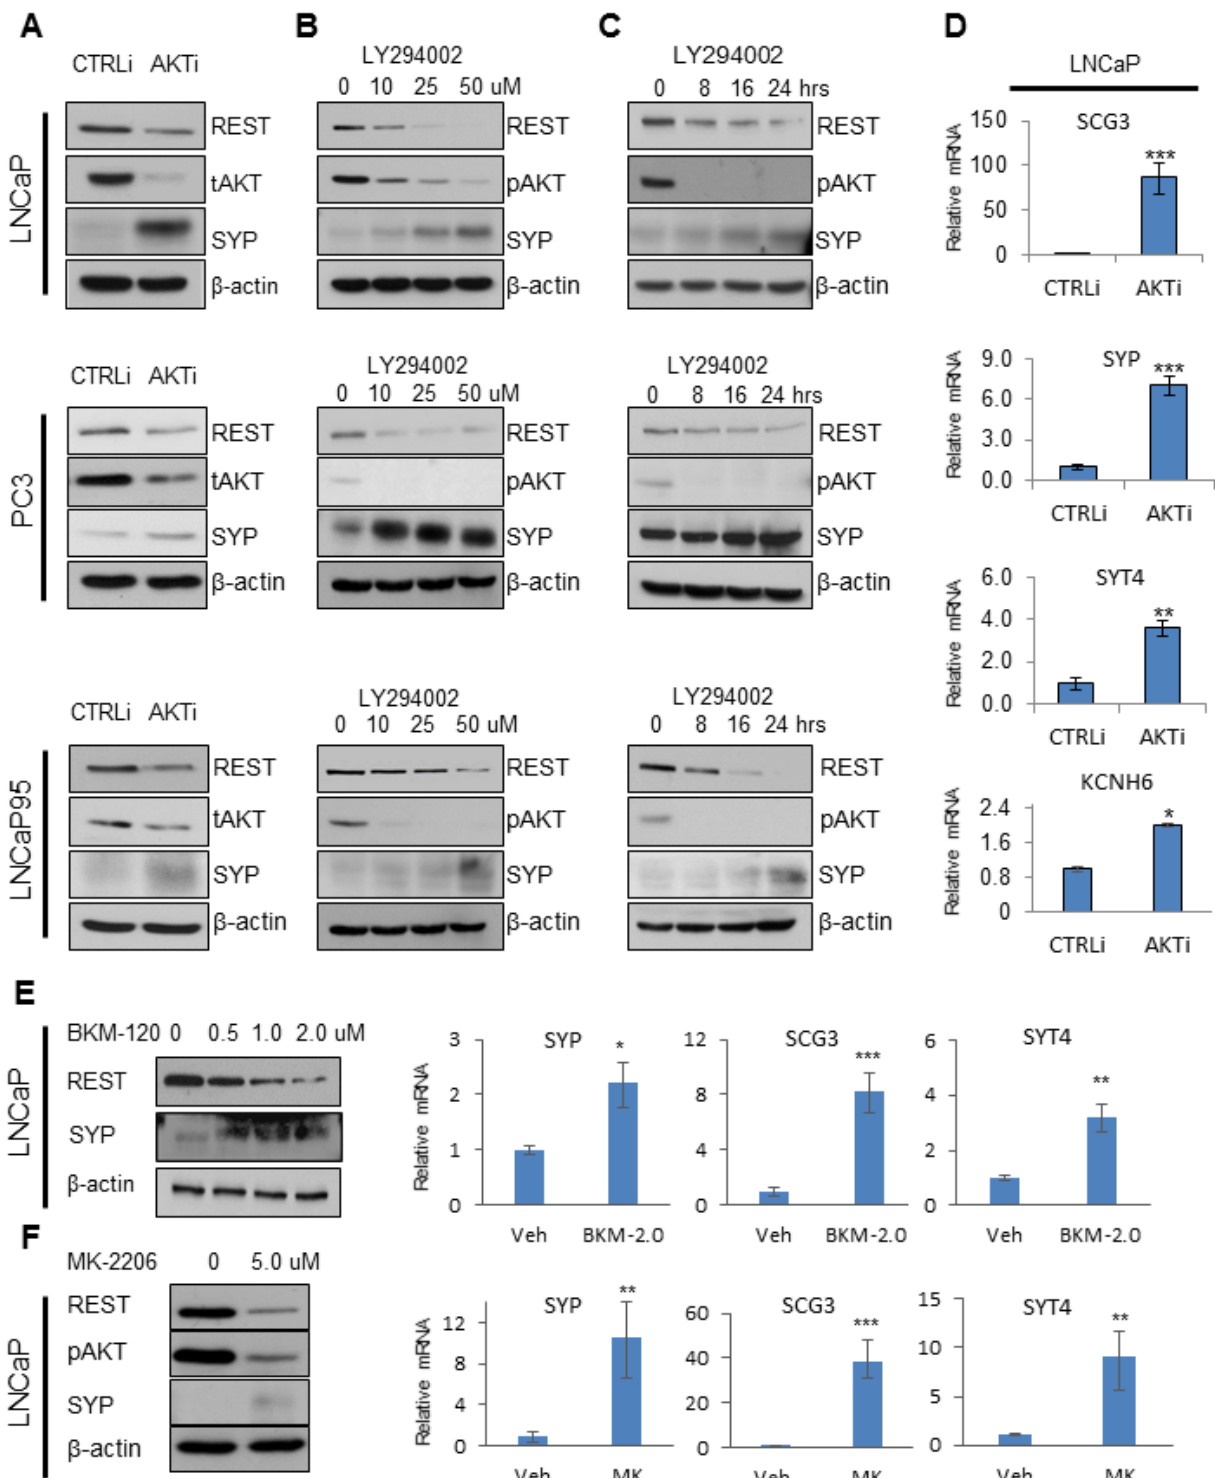 A B C D
CTRLi AKTi
LY294002
0 10 25 50 uM
LY294002
0 8 16 24 hrs
LNCaP
LNCaP
REST
tAKT
SYP
β-actin
REST
pAKT
SYP
β-actin
REST
pAKT
SYP
β-actin
SCG3
Relative mRNA
150
100
50
0
***
CTRLi AKTi
CTRLi AKTi
LY294002
0 10 25 50 uM
LY294002
0 8 16 24 hrs
PC3
REST
tAKT
SYP
β-actin
REST
pAKT
SYP
β-actin
REST
pAKT
SYP
β-actin
SYP
Relative mRNA
9.0
6.0
3.0
0.0
***
CTRLi AKTi
SYT4
Relative mRNA
6.0
4.0
2.0
0.0
**
CTRLi AKTi
CTRLi AKTi
LY294002
0 10 25 50 uM
LY294002
0 8 16 24 hrs
LNCaP95
REST
tAKT
SYP
β-actin
REST
pAKT
SYP
β-actin
REST
pAKT
SYP
β-actin
KCNH6
Relative mRNA
2.4
1.6
0.8
0
*
CTRLi AKTi
E
LNCaP
BKM-120 0 0.5 1.0 2.0 uM
REST
SYP
β-actin
SYP
Relative mRNA
3
2
1
0
*
Veh BKM-2.0
SCG3
12
8
4
0
***
Veh BKM-2.0
SYT4
6
4
2
0
**
Veh BKM-2.0
F
LNCaP
MK-2206 0 5.0 uM
REST
pAKT
SYP
β-actin
SYP
Relative mRNA
12
8
4
0
**
Veh MK
SCG3
60
40
20
0
***
Veh MK
SYT4
15
10
5
0
**
Veh MK